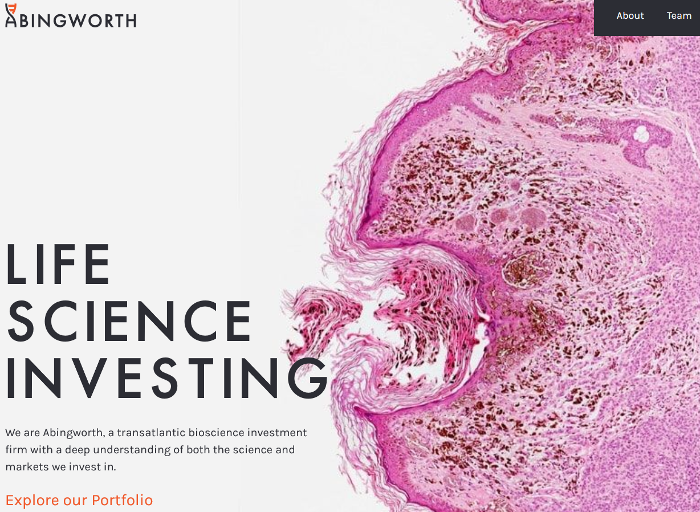 ABINGWORTH
About Team
LIFE
SCIENCE
INVESTING
We are Abingworth, a transatlantic bioscience investment
firm with a deep understanding of both the science and
markets we invest in.
Explore our Portfolio